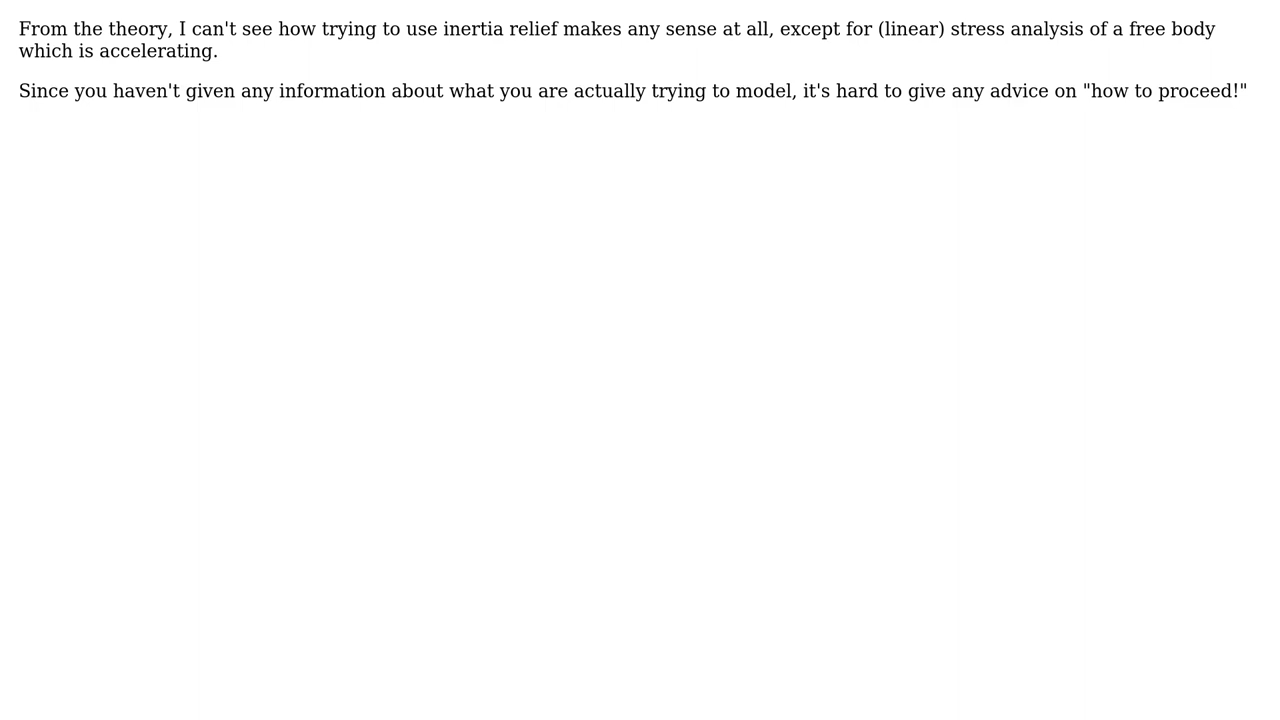 From the theory, I can't see how trying to use inertia relief makes any sense at all, except for (linear) stress analysis of a free body
which is accelerating.
Since you haven't given any information about what you are actually trying to model, it's hard to give any advice on "how to proceed!"